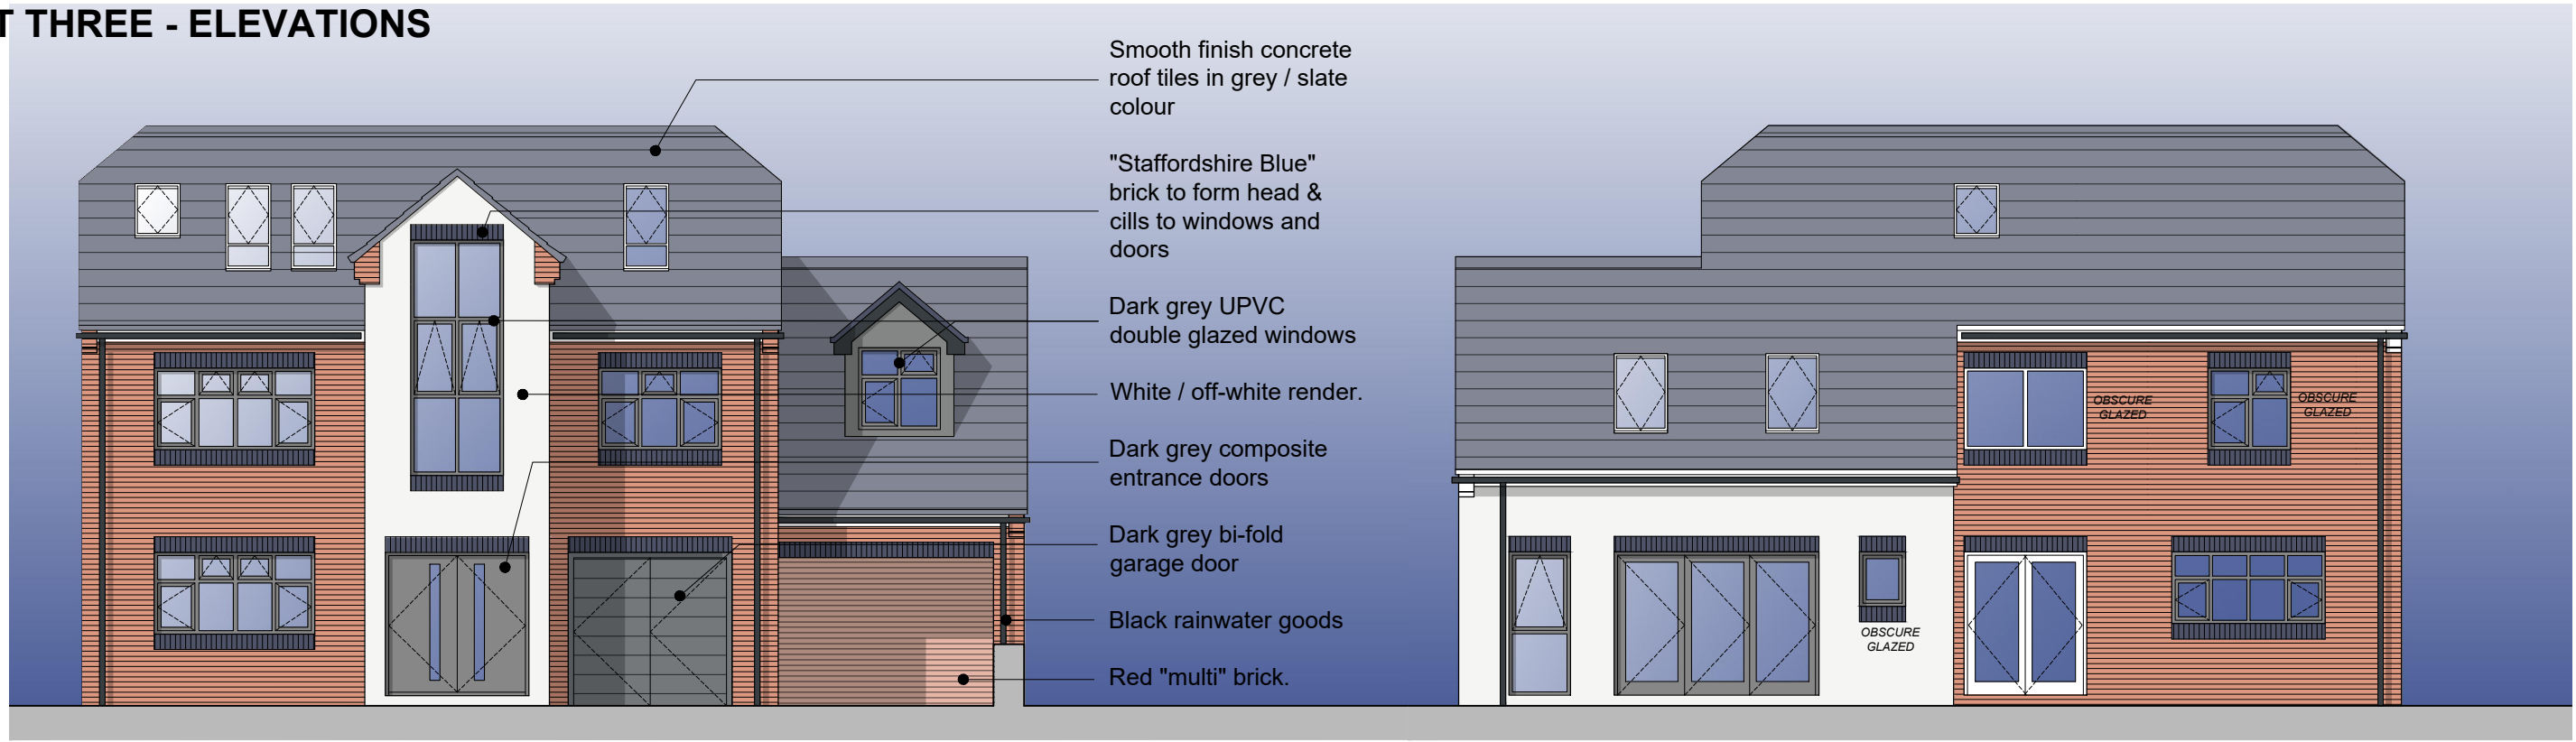 T THREE - ELEVATIONS
Smooth finish concrete
roof tiles in grey / slate
colour
"Staffordshire Blue"
brick to form head &
cills to windows and
doors
Dark grey UPVC
double glazed windows
White / off-white render.
Dark grey composite
entrance doors
Dark grey bi-fold
garage door
Black rainwater goods
Red "multi" brick.
OBSCURE
GLAZED
OBSCURE
GLAZED
OBSCURE
GLAZED